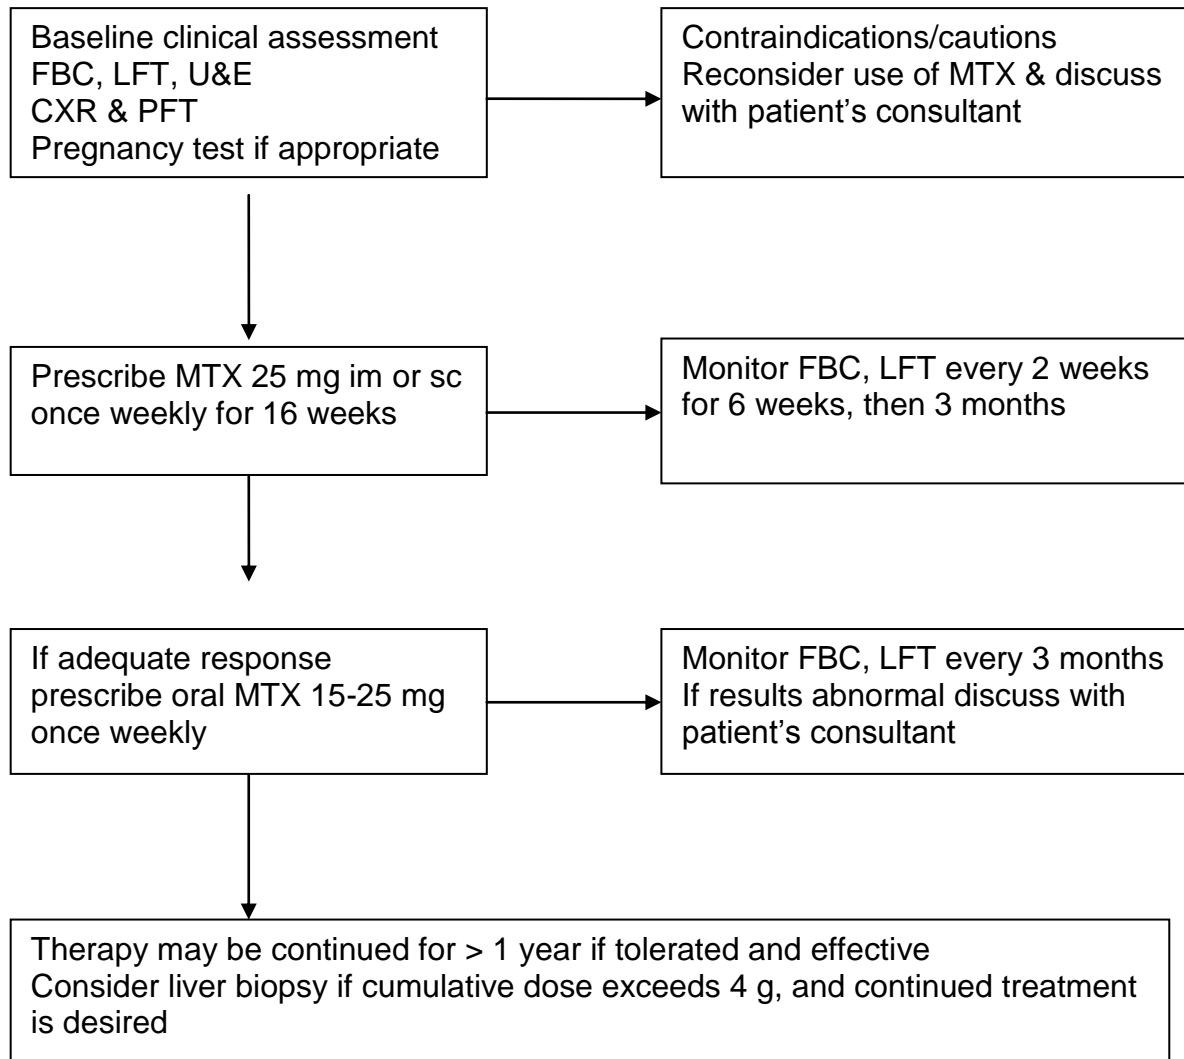 Baseline clinical assessment
FBC, LFT, U&E
CXR & PFT
Pregnancy test if appropriate
Contraindications/cautions
Reconsider use of MTX & discuss
with patient’s consultant
Prescribe MTX 25 mg im or sc
once weekly for 16 weeks
Monitor FBC, LFT every 2 weeks
for 6 weeks, then 3 months
If adequate response
prescribe oral MTX 15-25 mg
once weekly
Monitor FBC, LFT every 3 months
If results abnormal discuss with
patient’s consultant
Therapy may be continued for > 1 year if tolerated and effective
Consider liver biopsy if cumulative dose exceeds 4 g, and continued treatment
is desired